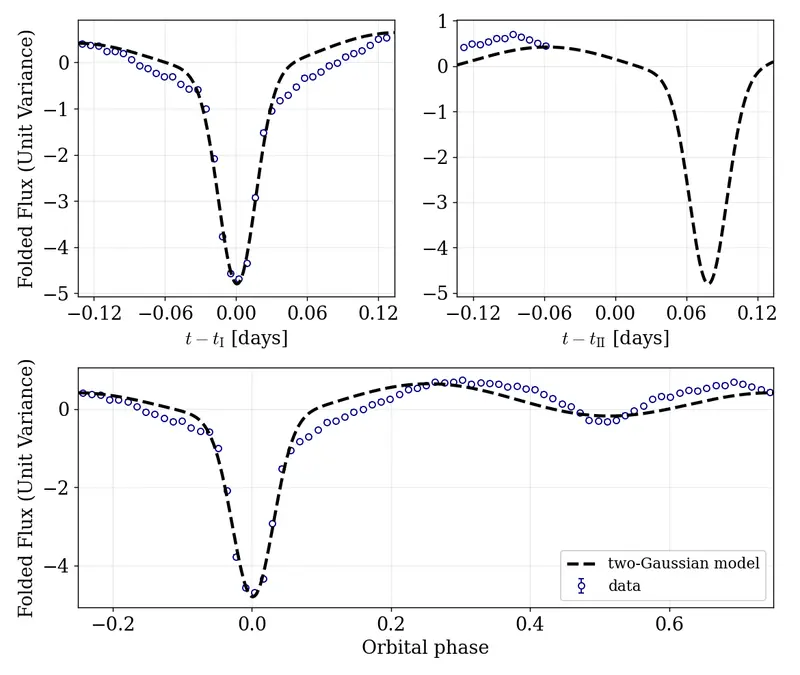 Folded Flux (Unit Variance)
0
−1
−2
−3
−4
−5
−0.12 −0.06 0.00 0.06 0.12
t − t_I [days]
1
0
−1
−2
−3
−4
−5
−0.12 −0.06 0.00 0.06 0.12
t − t_II [days]
Folded Flux (Unit Variance)
0
−2
−4
−0.2 0.0 0.2 0.4 0.6
Orbital phase
two-Gaussian model
data